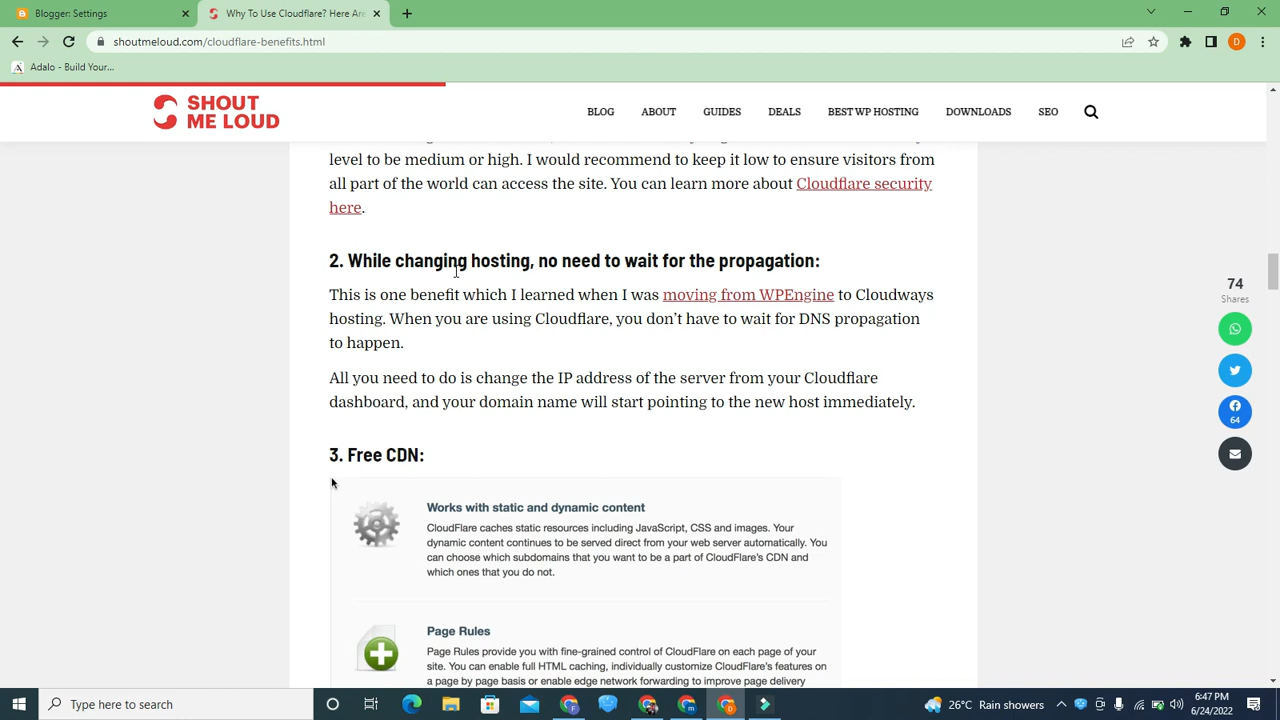 Blogger: Settings
Why To Use Cloudflare? Here Are
shoutmeloud.com/cloudflare-benefits.html
D
Adalo - Build Your...
SHOUT
ME LOUD
BLOG
ABOUT
GUIDES
DEALS
BEST WP HOSTING
DOWNLOADS
SEO
level to be medium or high. I would recommend to keep it low to ensure visitors from
all part of the world can access the site. You can learn more about Cloudflare security
here.
2. While changing hosting, no need to wait for the propagation:
This is one benefit which I learned when I was moving from WPEngine to Cloudways
hosting. When you are using Cloudflare, you don't have to wait for DNS propagation
to happen.
All you need to do is change the IP address of the server from your Cloudflare
dashboard, and your domain name will start pointing to the new host immediately.
3. Free CDN:
Works with static and dynamic content
CloudFlare caches static resources including JavaScript, CSS and images. Your
dynamic content continues to be served direct from your web server automatically. You
can choose which subdomains that you want to be a part of CloudFlare's CDN and
which ones that you do not.
Page Rules
Page Rules provide you with fine-grained control of CloudFlare on each page of your
site. You can enable full HTML caching, individually customize CloudFlare's features on
a page by page basis or enable edge network forwarding to improve page delivery
74
Shares
64
Type here to search
26°C Rain showers
6:47 PM
6/24/2022